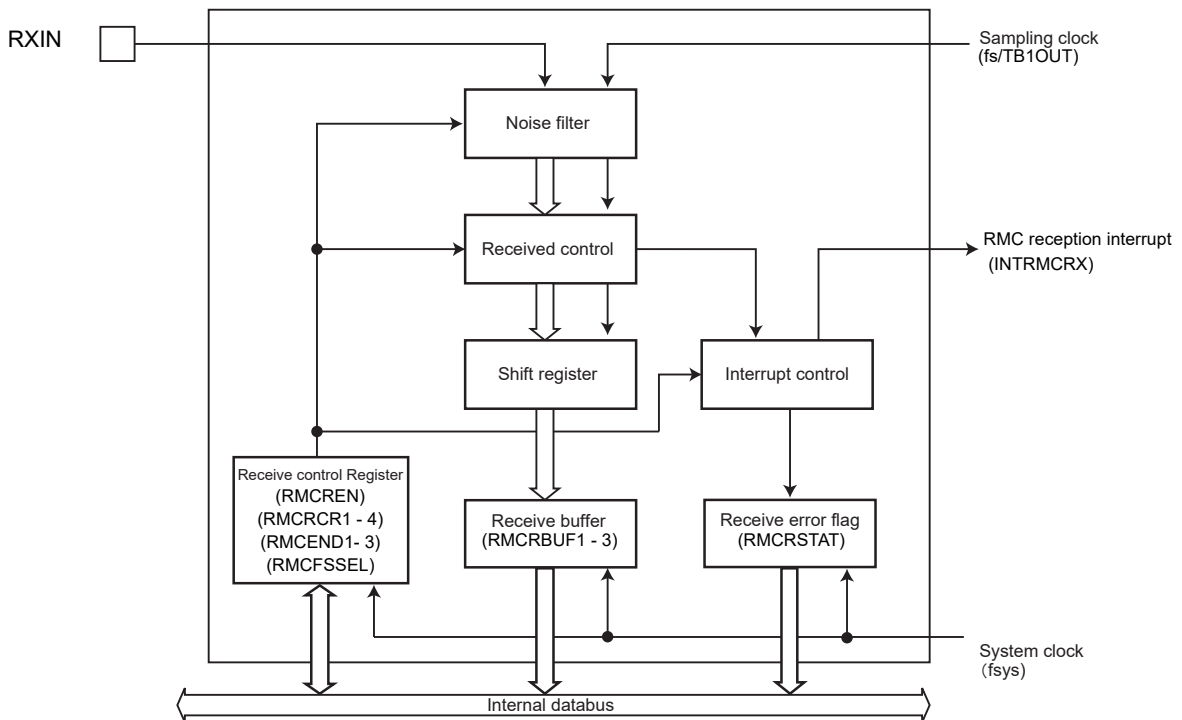 RXIN
Sampling clock
(fs/TB1OUT)
Noise filter
Received control
RMC reception interrupt
(INTRMCRX)
Shift register
Interrupt control
Receive control Register
(RMCREN)
(RMCRCR1 - 4)
(RMCEND1- 3)
(RMCFSSEL)
Receive buffer
(RMCRBUF1 - 3)
Receive error flag
(RMCRSTAT)
System clock
(fsys)
Internal databus